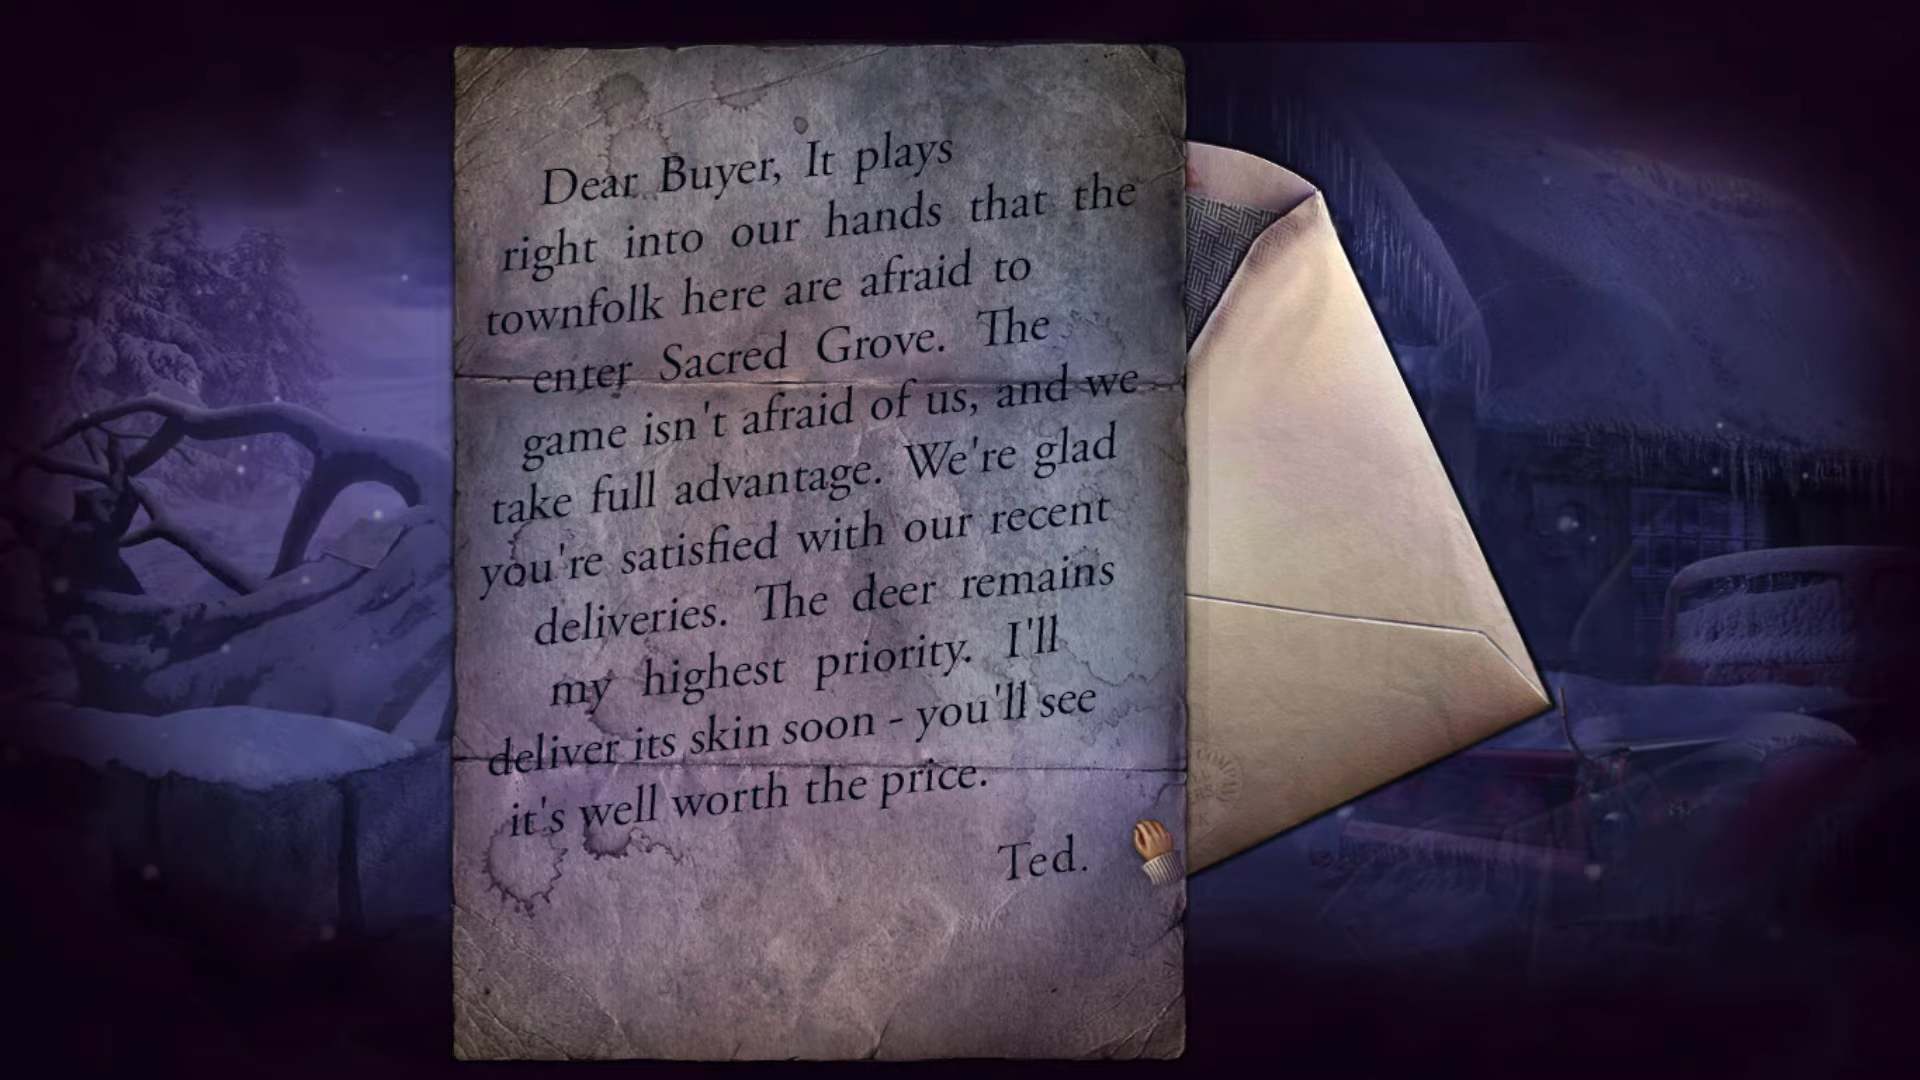 Dear Buyer, It plays
right into our hands that the
townfolk here are afraid to
enter Sacred Grove. The
game isn't afraid of us, and we
take full advantage. We're glad
you're satisfied with our recent
deliveries. The deer remains
my highest priority. I'll
deliver its skin soon - you'll see
it's well worth the price.
Ted.